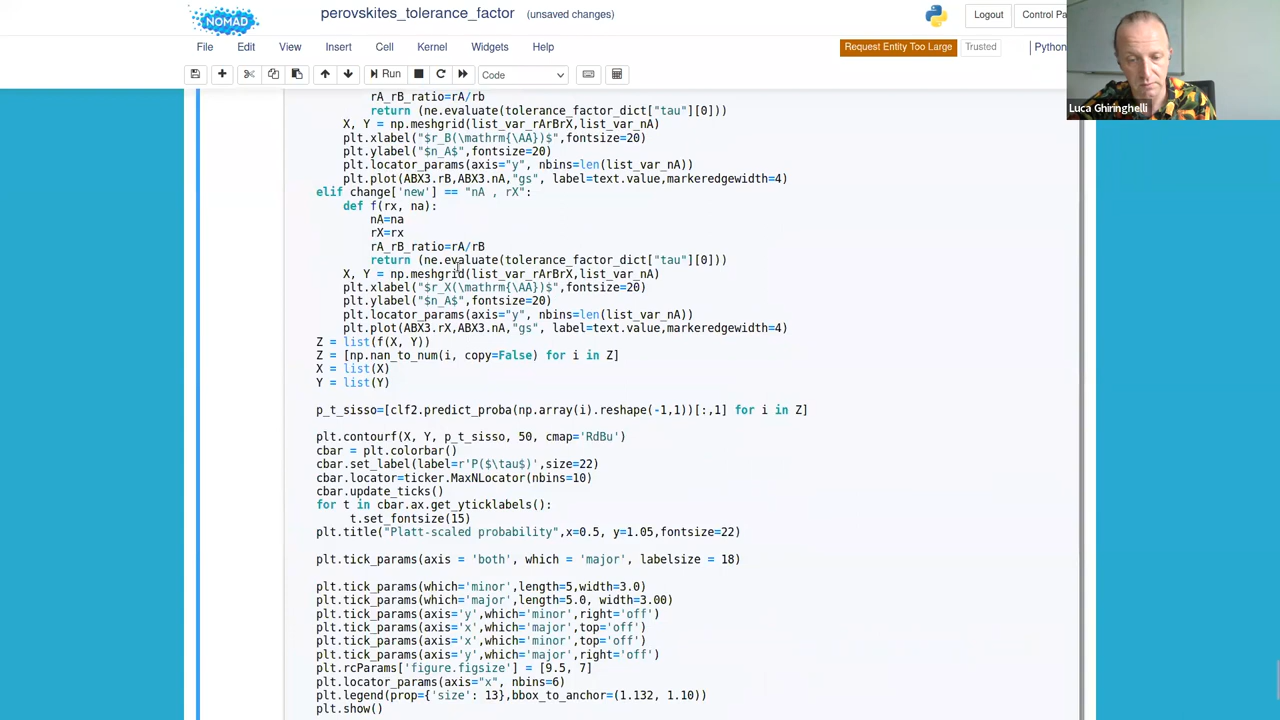 NOMAD
perovskites_tolerance_factor (unsaved changes)
Logout Control Pa
File Edit View Insert Cell Kernel Widgets Help
Request Entity Too Large Trusted Python
Run Code
Luca Ghiringhelli
rA_rB_ratio=rA/rb
return (ne.evaluate(tolerance_factor_dict["tau"][0]))
X, Y = np.meshgrid(list_var_rArBrX,list_var_nA)
plt.xlabel("$r_B(\mathrm{\AA})$",fontsize=20)
plt.ylabel("$n_A$",fontsize=20)
plt.locator_params(axis="y", nbins=len(list_var_nA))
plt.plot(ABX3.rB,ABX3.nA,"gs", label=text.value,markeredgewidth=4)
elif change['new'] == "nA , rX":
def f(rx, na):
nA=na
rX=rx
rA_rB_ratio=rA/rB
return (ne.evaluate(tolerance_factor_dict["tau"][0]))
X, Y = np.meshgrid(list_var_rArBrX,list_var_nA)
plt.xlabel("$r_X(\mathrm{\AA})$",fontsize=20)
plt.ylabel("$n_A$",fontsize=20)
plt.locator_params(axis="y", nbins=len(list_var_nA))
plt.plot(ABX3.rX,ABX3.nA,"gs", label=text.value,markeredgewidth=4)
Z = list(f(X, Y))
Z = [np.nan_to_num(i, copy=False) for i in Z]
X = list(X)
Y = list(Y)
p_t_sisso=[clf2.predict_proba(np.array(i).reshape(-1,1))[:,1] for i in Z]
plt.contourf(X, Y, p_t_sisso, 50, cmap='RdBu')
cbar = plt.colorbar()
cbar.set_label(label=r'P($\tau$)',size=22)
cbar.locator=ticker.MaxNLocator(nbins=10)
cbar.update_ticks()
for t in cbar.ax.get_yticklabels():
t.set_fontsize(15)
plt.title("Platt-scaled probability",x=0.5, y=1.05,fontsize=22)
plt.tick_params(axis = 'both', which = 'major', labelsize = 18)
plt.tick_params(which='minor',length=5,width=3.0)
plt.tick_params(which='major',length=5.0, width=3.00)
plt.tick_params(axis='y',which='minor',right='off')
plt.tick_params(axis='x',which='major',top='off')
plt.tick_params(axis='x',which='minor',top='off')
plt.tick_params(axis='y',which='major',right='off')
plt.rcParams['figure.figsize'] = [9.5, 7]
plt.locator_params(axis="x", nbins=6)
plt.legend(prop={'size': 13},bbox_to_anchor=(1.132, 1.10))
plt.show()